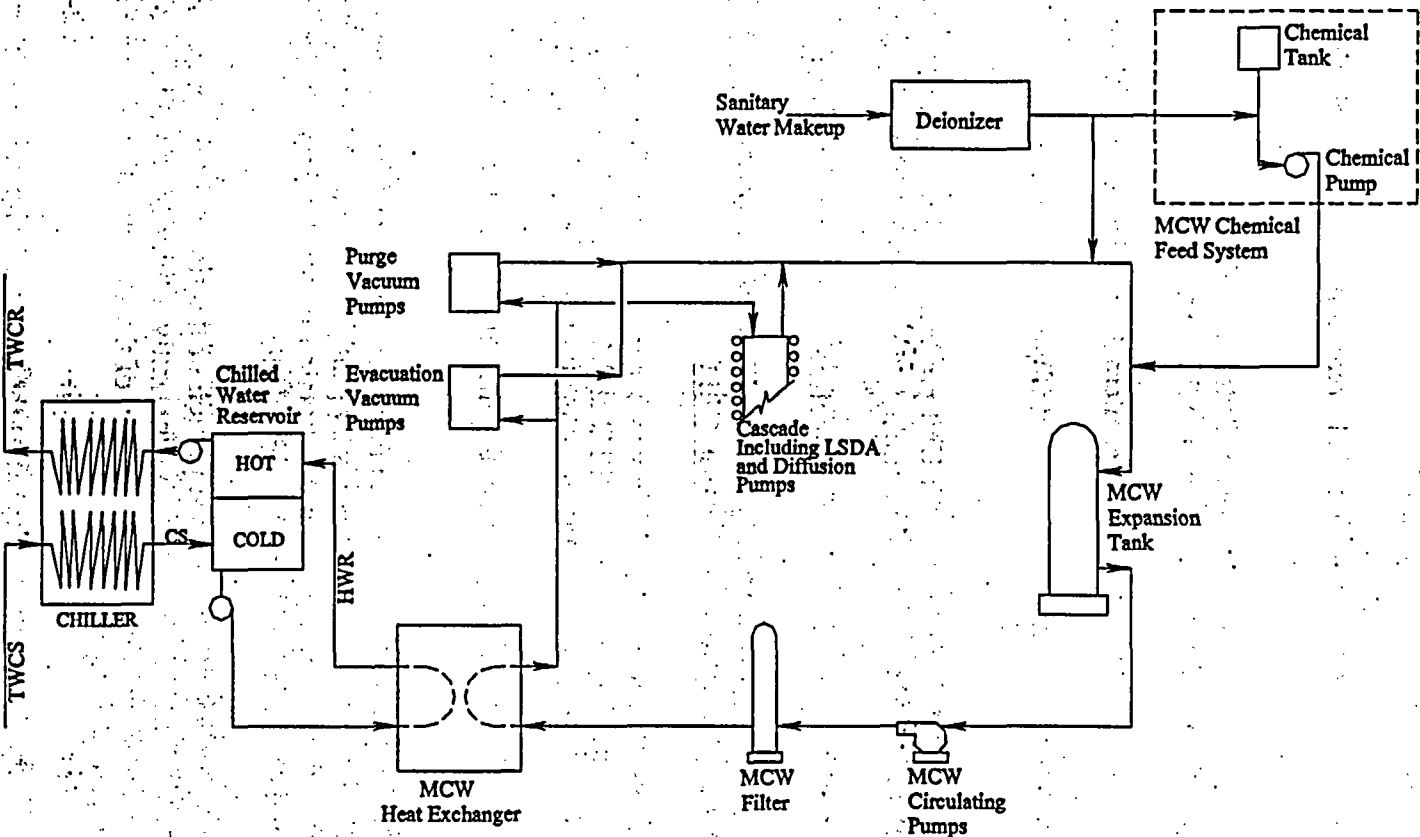 Chemical
Tank
Sanitary
Water Makeup
Deionizer
Chemical
Pump
MCW Chemical
Feed System
Purge
Vacuum
Pumps
TWCR
Chilled
Water
Reservoir
Evacuation
Vacuum
Pumps
HOT
COLD
CS
Cascade
Including LSDA
and Diffusion
Pumps
MCW
Expansion
Tank
HWR
CHILLER
TWCS
MCW
Heat Exchanger
MCW
Filter
MCW
Circulating
Pumps